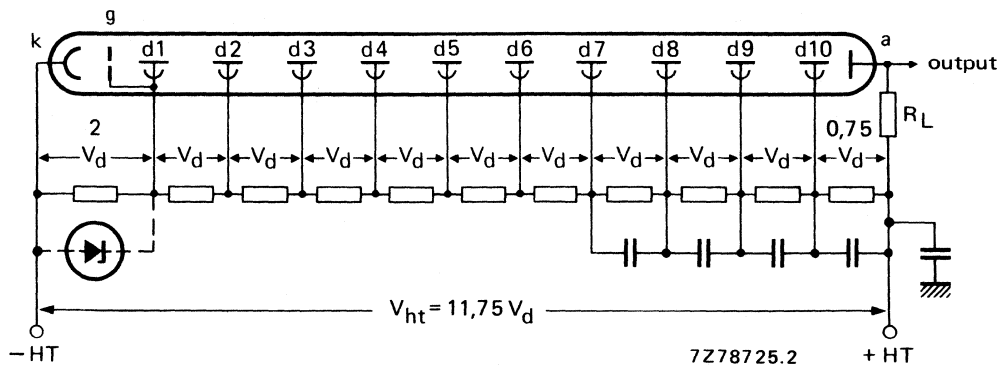 g
k
d1 d2 d3 d4 d5 d6 d7 d8 d9 d10
a
output
R_L
2
0,75
V_d V_d V_d V_d V_d V_d V_d V_d V_d V_d V_d
V_ht = 11,75 V_d
−HT
7Z78725.2
+HT